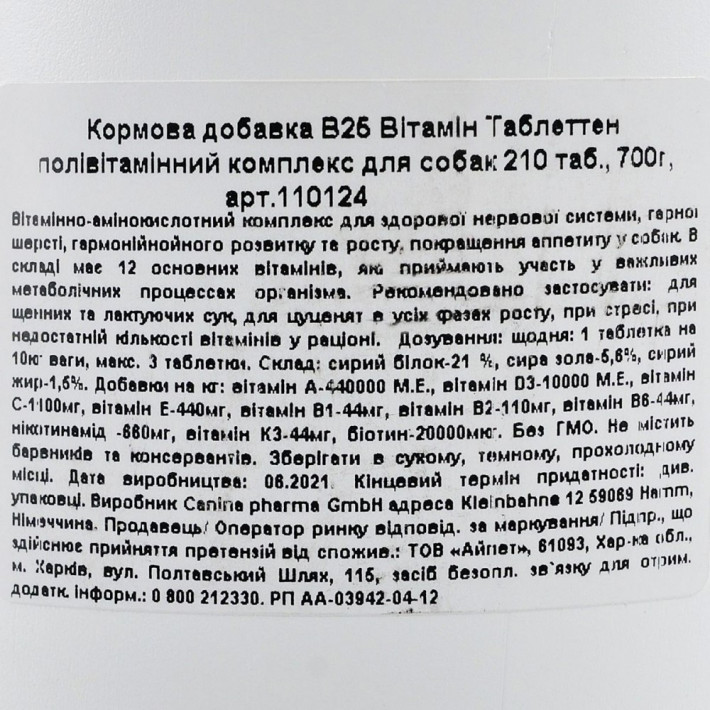 Кормова добавка В25 Вітамін Таблеттен
полівітамінний комплекс для собак 210 таб., 700г,
арт.110124
Вітамінно-амінокислотний комплекс для здорової нервової системи, гарної
шерсті, гармонійнойного розвитку та росту, покращення аппетиту у собак. В
складі має 12 основних вітамінів, які приймають участь у важливих
метаболічних процессах організма. Рекомендовано застосувати: для
щенних та лактуючих сук, для цуценят в усіх фазах росту, при стресі, при
недостатній кількості вітамінів у раціоні. Дозування: щодня: 1 таблетка на
10кг ваги, макс. 3 таблетки. Склад: сирий білок-21 %, сира зола-5,6%, сирий
жир-1,5%. Добавки на кг: вітамін А-440000 М.Е., вітамін D3-10000 М.Е., вітамін
С-1100мг, вітамін Е-440мг, вітамін В1-44мг, вітамін В2-110мг, вітамін В6-44мг,
нікотинамід -660мг, вітамін К3-44мг, біотин-20000мкг. Без ГМО. Не містить
барвників та консервантів. Зберігати в сухому, темному, прохолодному
місці. Дата виробництва: 06.2021. Кінцевий термін придатності: див.
упаковці. Виробник Canina pharma GmbH адреса Kleinbahne 12 59069 Hamm,
Німеччина. Продавець/ Оператор ринку відповід. за маркування/ Підпр., що
здійснює прийняття претензій від спожив.: ТОВ «Айпет», 61093, Хар-ка обл.,
м. Харків, вул. Полтавський Шлях, 115, засіб безопл. зв`язку для отрим.
додатк. інформ.: 0 800 212330. РП АА-03942-04-12